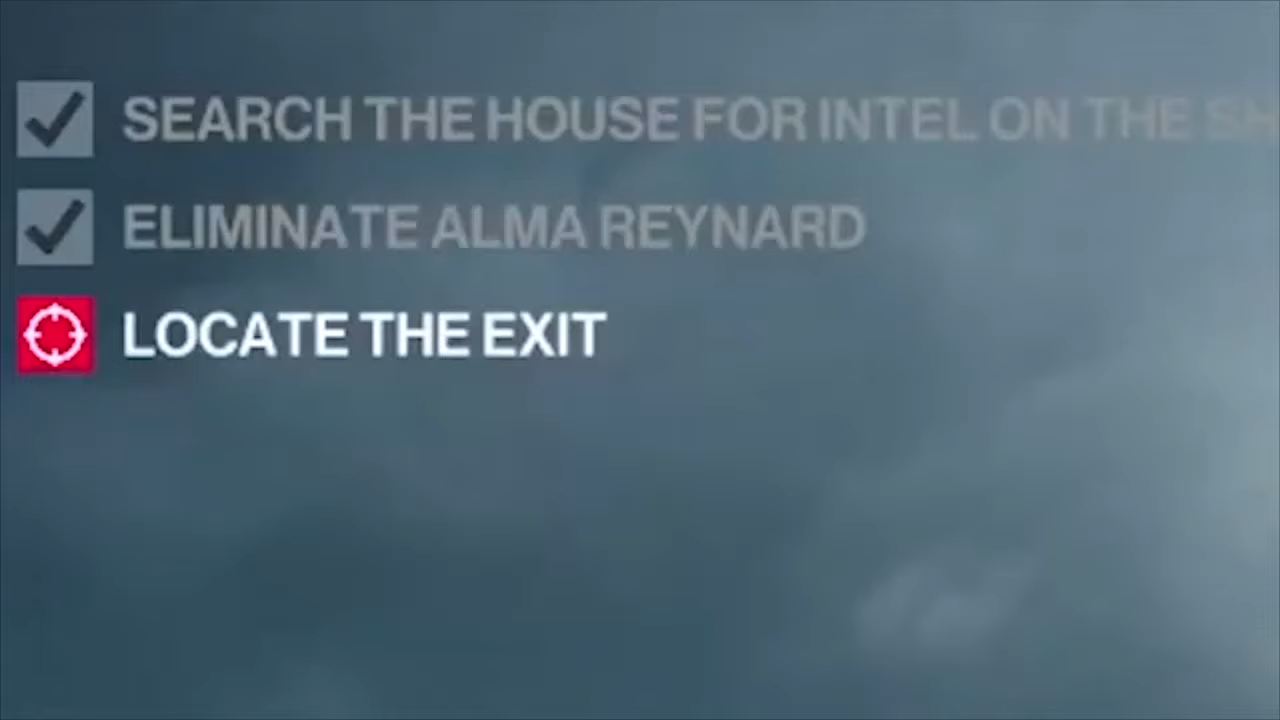 SEARCH THE HOUSE FOR INTEL ON THE
ELIMINATE ALMA REYNARD
LOCATE THE EXIT